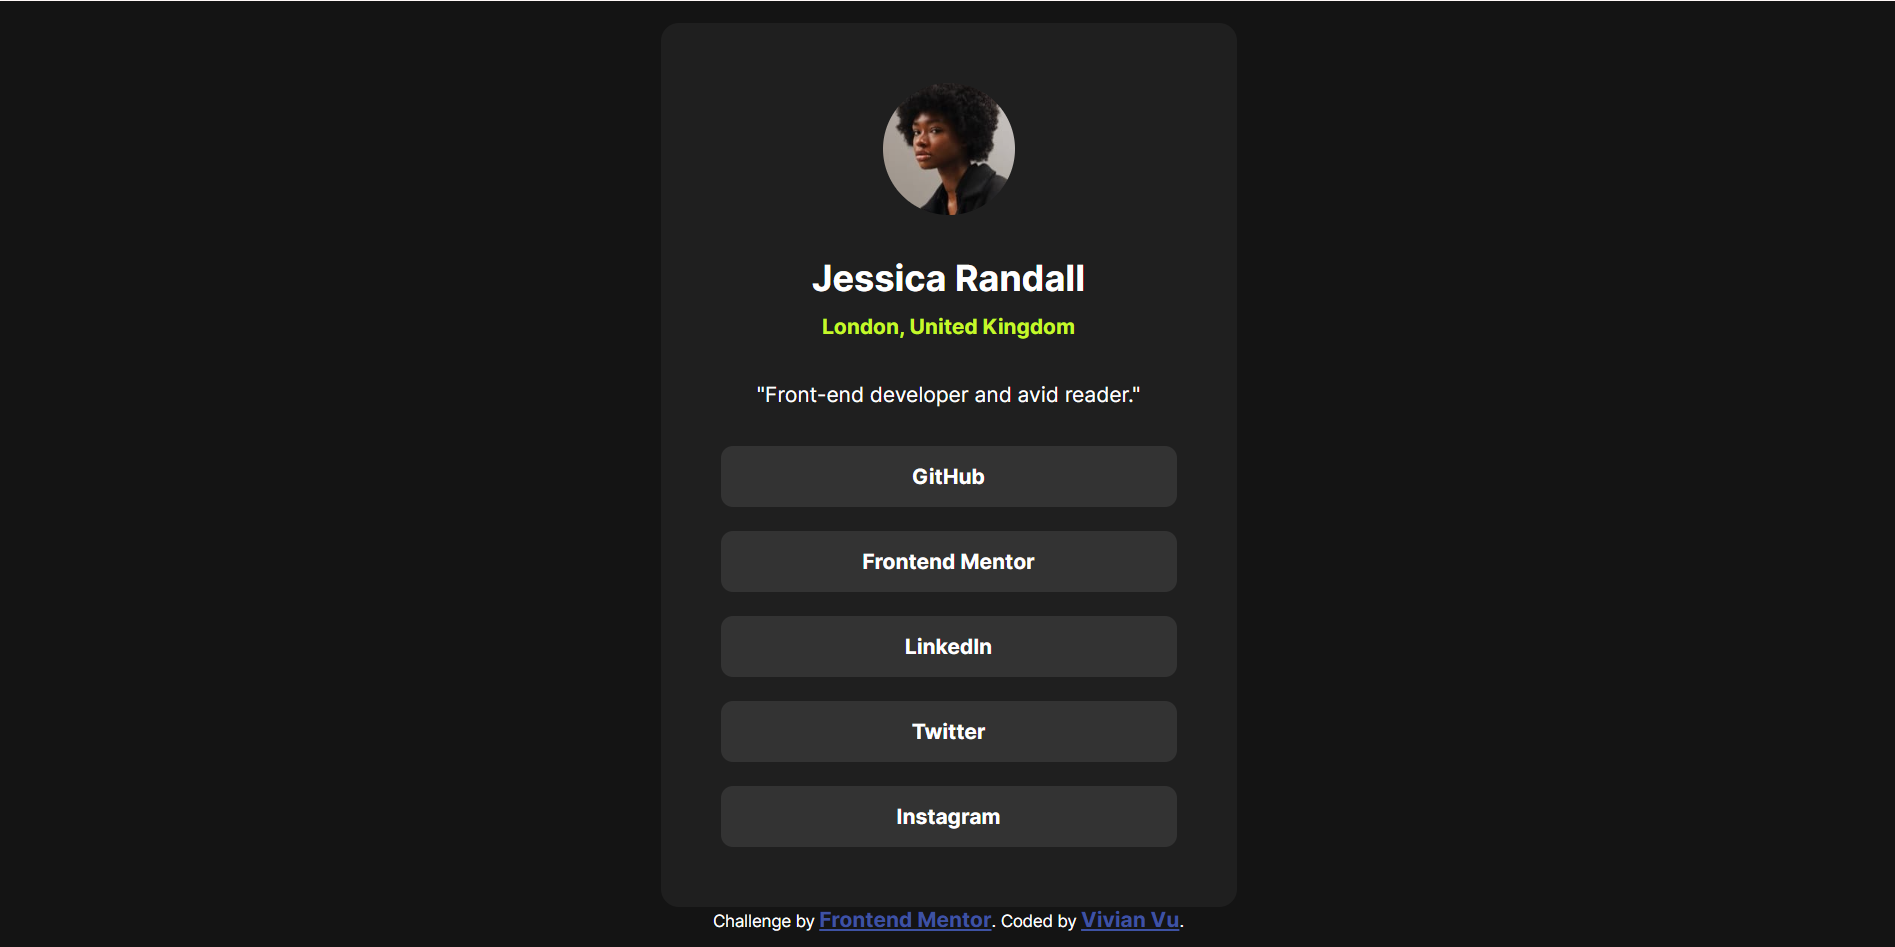 Jessica Randall
London, United Kingdom
"Front-end developer and avid reader."
GitHub
Frontend Mentor
LinkedIn
Twitter
Instagram
Challenge by Frontend Mentor. Coded by Vivian Vu.